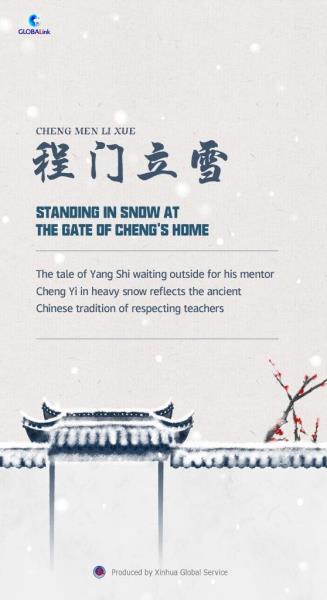 GLOBALink
CHENG MEN LI XUE
程门立雪
STANDING IN SNOW AT
THE GATE OF CHENG'S HOME
The tale of Yang Shi waiting outside for his mentor
Cheng Yi in heavy snow reflects the ancient
Chinese tradition of respecting teachers
Produced by Xinhua Global Service